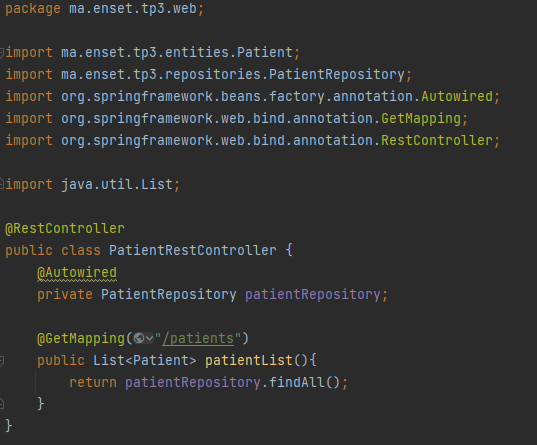 package ma.enset.tp3.web;
import ma.enset.tp3.entities.Patient;
import ma.enset.tp3.repositories.PatientRepository;
import org.springframework.beans.factory.annotation.Autowired;
import org.springframework.web.bind.annotation.GetMapping;
import org.springframework.web.bind.annotation.RestController;
import java.util.List;
@RestController
public class PatientRestController {
    @Autowired
    private PatientRepository patientRepository;
    @GetMapping("/patients")
    public List<Patient> patientList(){
        return patientRepository.findAll();
    }
}